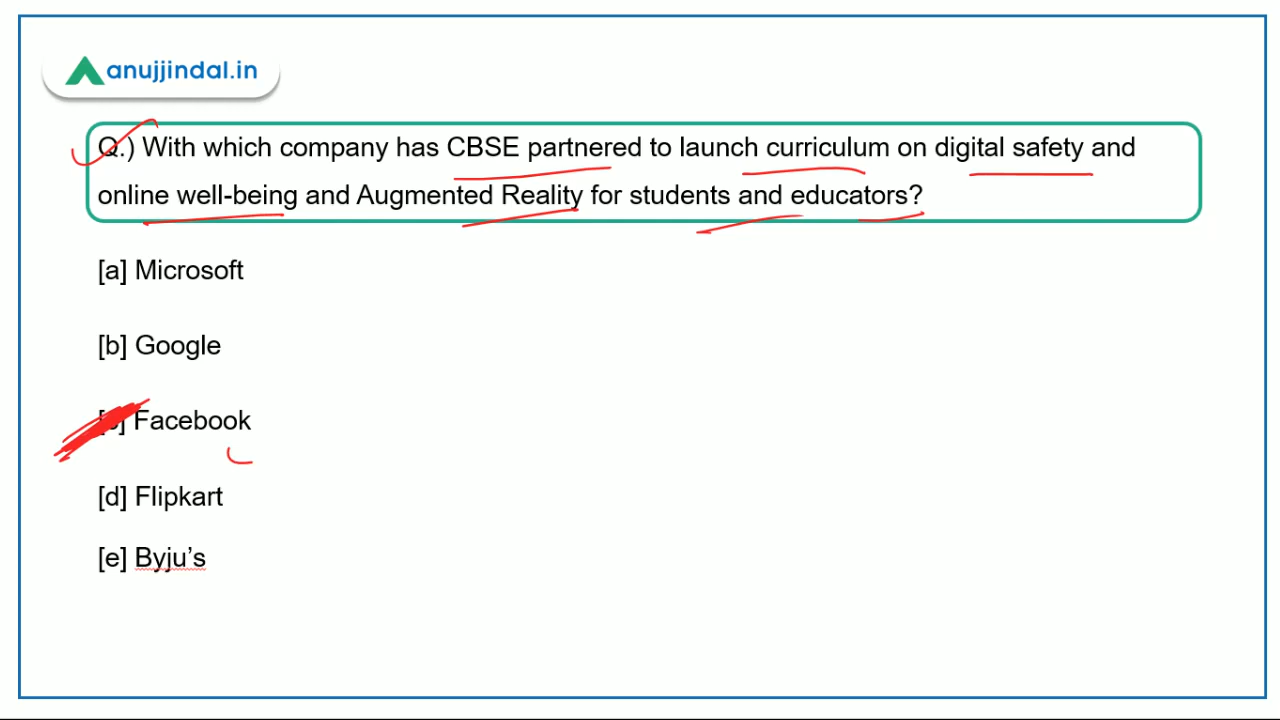 anujjindal.in
Q.) With which company has CBSE partnered to launch curriculum on digital safety and
online well-being and Augmented Reality for students and educators?
[a] Microsoft
[b] Google
Facebook
[d] Flipkart
[e] Byju’s